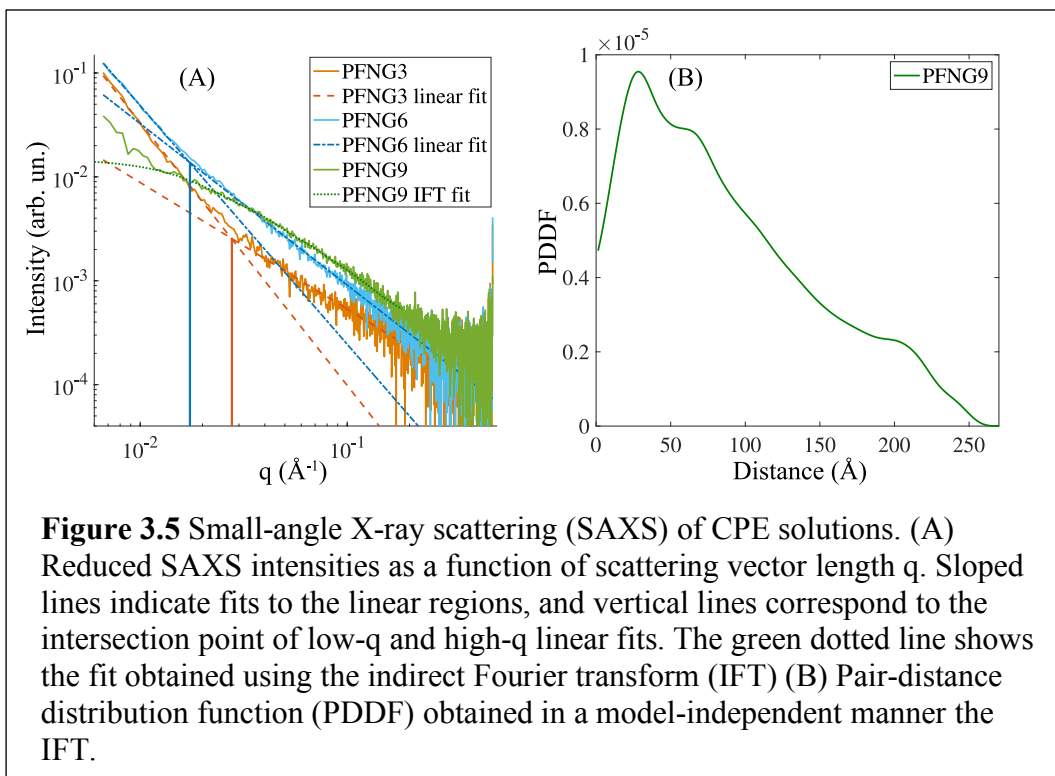 (A)
PFNG3
PFNG3 linear fit
PFNG6
PFNG6 linear fit
PFNG9
PFNG9 IFT fit
10⁻¹
10⁻²
10⁻³
10⁻⁴
Intensity (arb. un.)
10⁻² 10⁻¹
q (Å⁻¹)
×10⁻⁵
(B)
PFNG9
1
0.8
0.6
0.4
0.2
0
PDDF
0 50 100 150 200 250
Distance (Å)
Figure 3.5 Small-angle X-ray scattering (SAXS) of CPE solutions. (A)
Reduced SAXS intensities as a function of scattering vector length q. Sloped
lines indicate fits to the linear regions, and vertical lines correspond to the
intersection point of low-q and high-q linear fits. The green dotted line shows
the fit obtained using the indirect Fourier transform (IFT) (B) Pair-distance
distribution function (PDDF) obtained in a model-independent manner the
IFT.